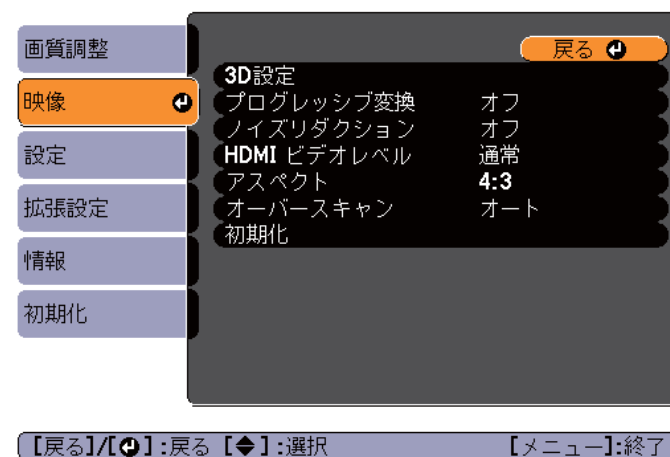 画質調整
映像
設定
拡張設定
情報
初期化
戻る
3D設定
プログレッシブ変換 オフ
ノイズリダクション オフ
HDMI ビデオレベル 通常
アスペクト 4:3
オーバースキャン オート
初期化
【戻る】/【】:戻る 【】:選択 【メニュー】:終了